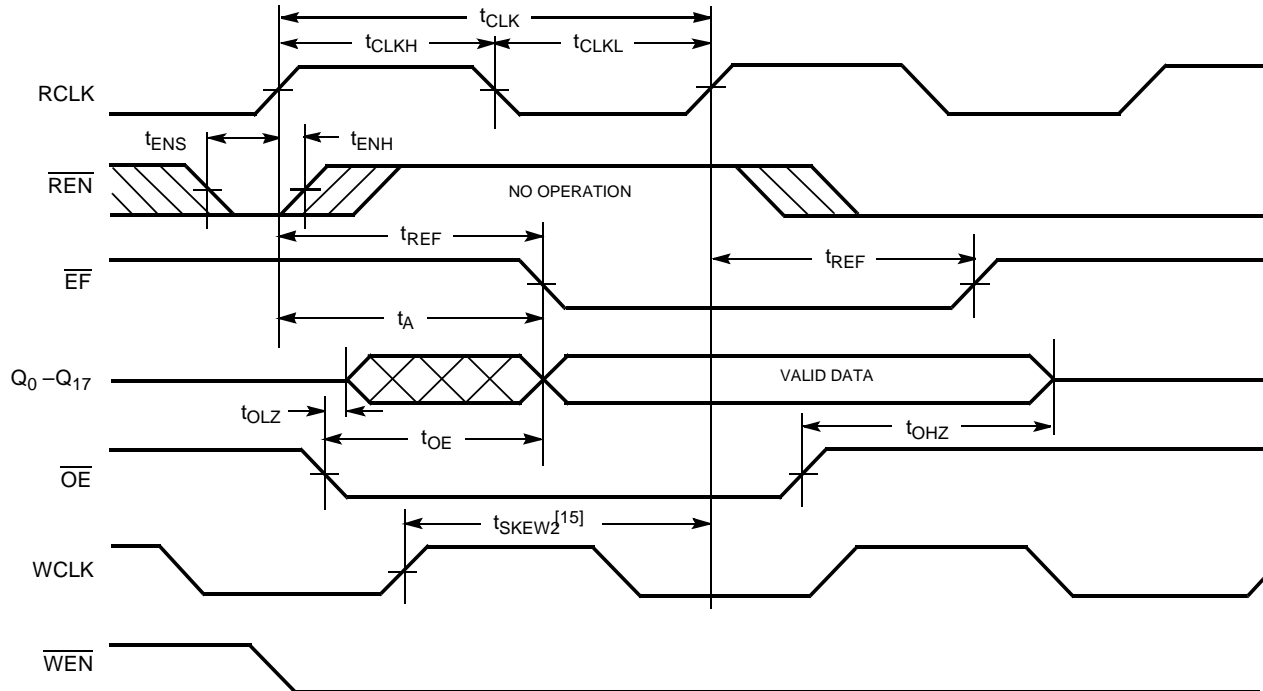 tCLK
tCLKH
tCLKL
RCLK
tENS
tENH
REN
NO OPERATION
tREF
tREF
EF
tA
Q0 –Q17
VALID DATA
tOLZ
tOE
tOHZ
OE
tSKEW2[15]
WCLK
WEN